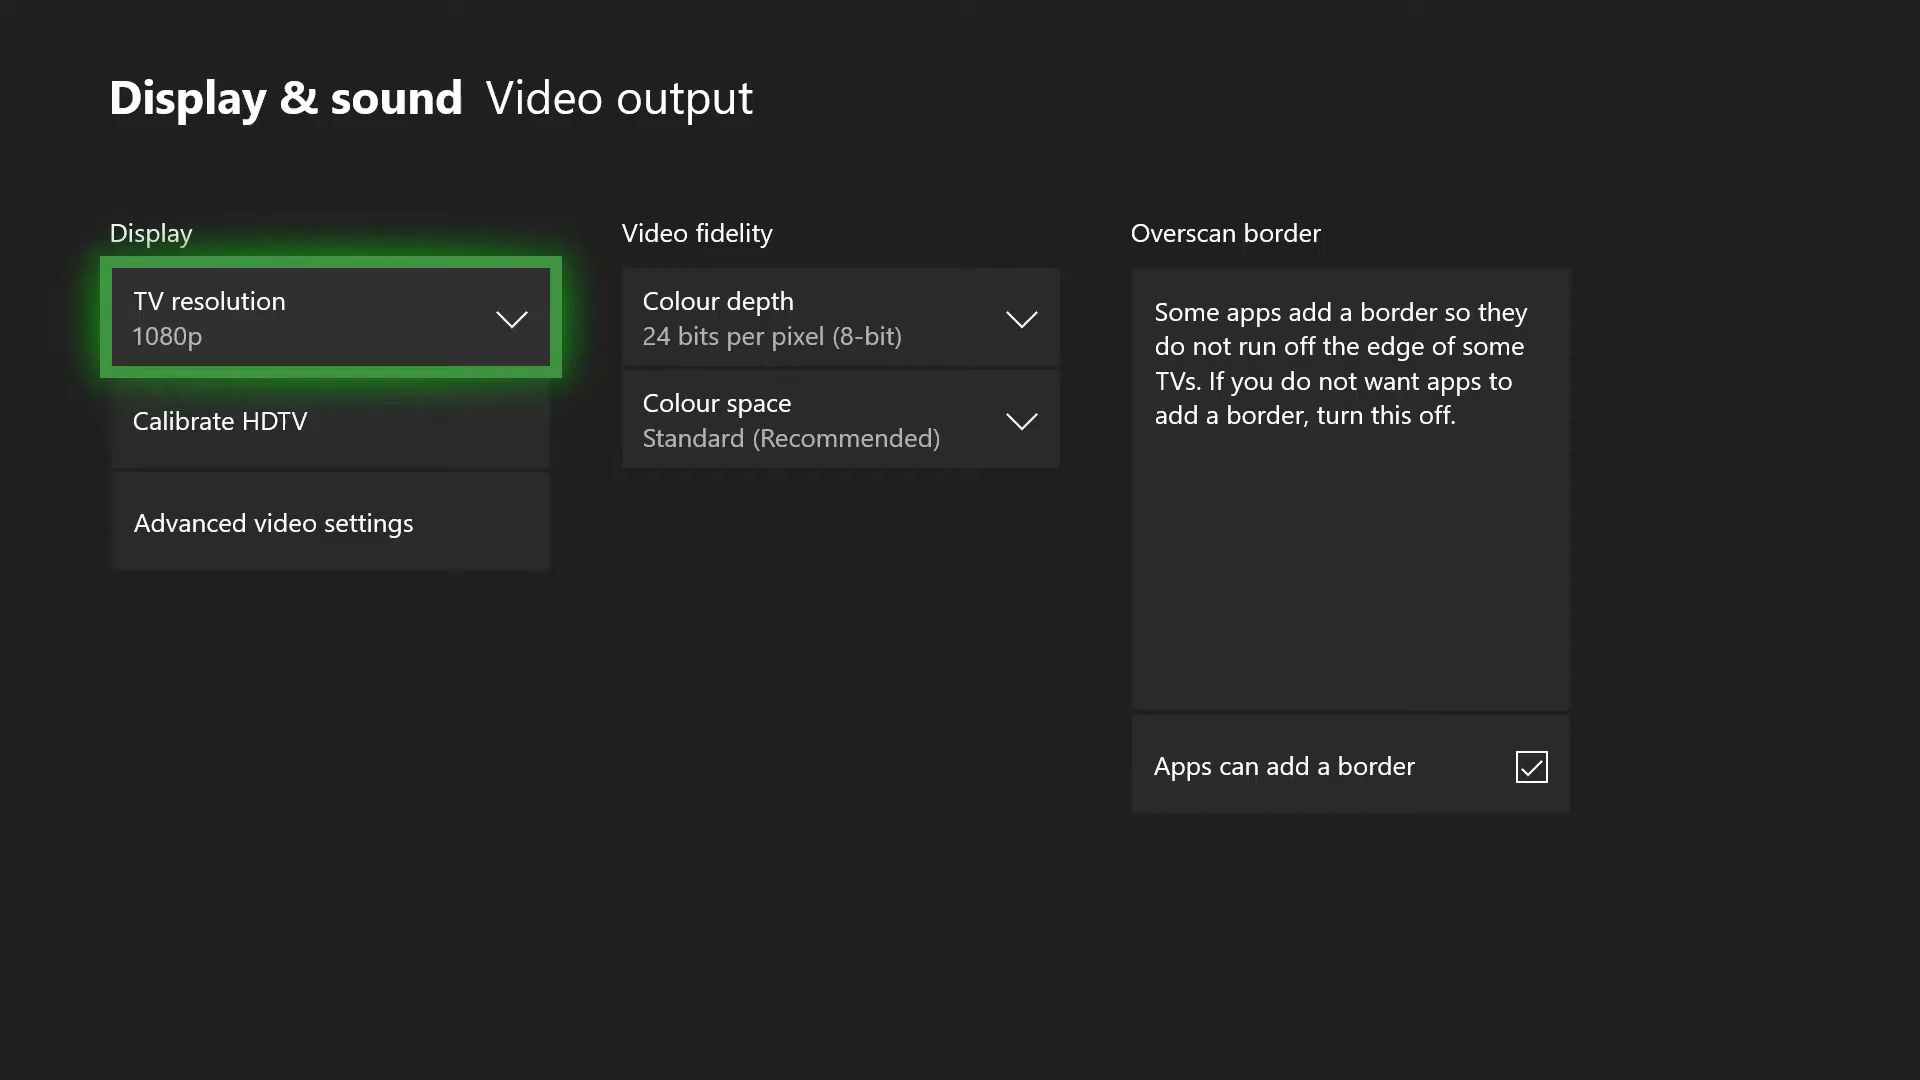 Display & sound Video output
Display
TV resolution
1080p
Calibrate HDTV
Advanced video settings
Video fidelity
Colour depth
24 bits per pixel (8-bit)
Colour space
Standard (Recommended)
Overscan border
Some apps add a border so they
do not run off the edge of some
TVs. If you do not want apps to
add a border, turn this off.
Apps can add a border